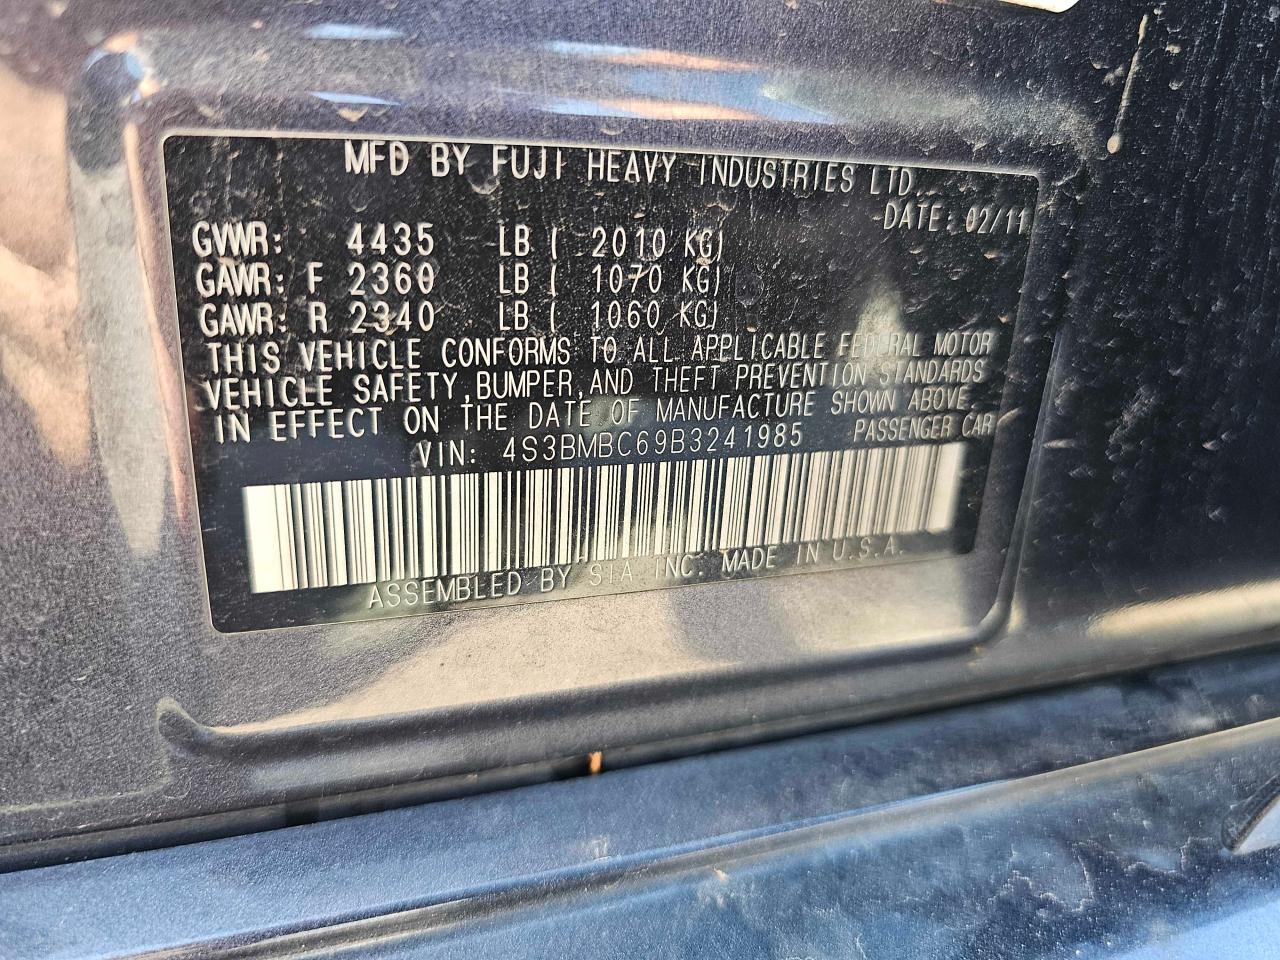 MFD BY FUJI HEAVY INDUSTRIES LTD.
DATE: 02/11
GVWR: 4435 LB ( 2010 KG)
GAWR: F 2360 LB ( 1070 KG)
GAWR: R 2340 LB ( 1060 KG)
THIS VEHICLE CONFORMS TO ALL APPLICABLE FEDERAL MOTOR
VEHICLE SAFETY, BUMPER, AND THEFT PREVENTION STANDARDS
IN EFFECT ON THE DATE OF MANUFACTURE SHOWN ABOVE.
VIN: 4S3BMBC69B3241985 PASSENGER CAR
ASSEMBLED BY SIA INC. MADE IN U.S.A.